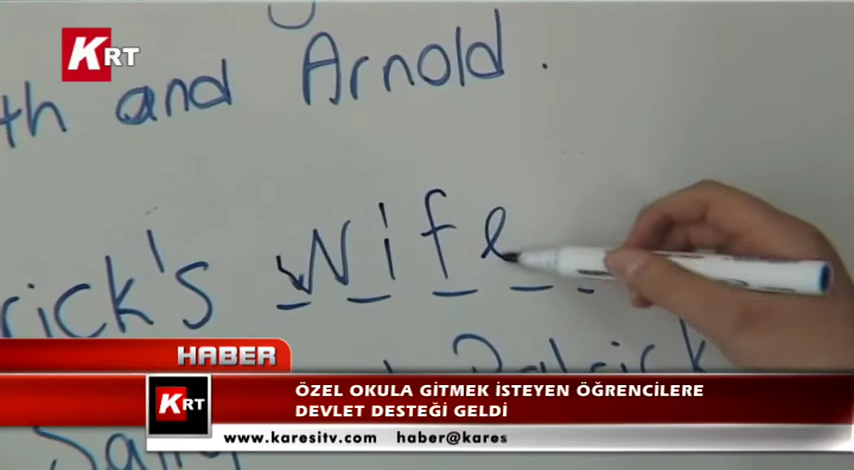 KRT
th and Arnold.
rick's Wife
Patrick
HABER
KRT
ÖZEL OKULA GİTMEK İSTEYEN ÖĞRENCİLERE
DEVLET DESTEĞİ GELDİ
www.karesitv.com haber@kares